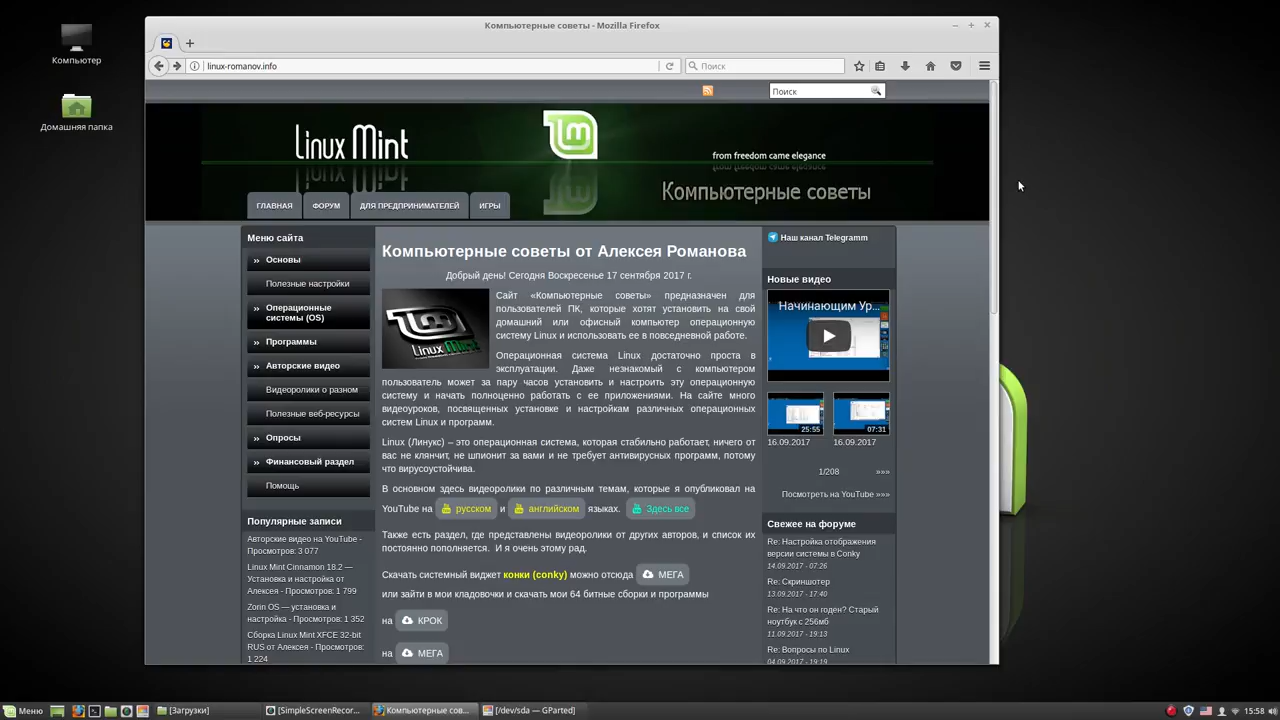 Компьютерные советы - Mozilla Firefox
Компьютер
Домашняя папка
linux-romanov.info
Поиск
Поиск
Linux Mint
from freedom came elegance
Компьютерные советы
ГЛАВНАЯ
ФОРУМ
ДЛЯ ПРЕДПРИНИМАТЕЛЕЙ
ИГРЫ
Меню сайта
Основы
Полезные настройки
Операционные
системы (OS)
Программы
Авторские видео
Видеоролики о разном
Полезные веб-ресурсы
Опросы
Финансовый раздел
Помощь
Популярные записи
Авторские видео на YouTube -
Просмотров: 3 077
Linux Mint Cinnamon 18.2 —
Установка и настройка от
Алексея - Просмотров: 1 799
Zorin OS — установка и
настройка - Просмотров: 1 352
Сборка Linux Mint XFCE 32-bit
RUS от Алексея - Просмотров:
1 224
Компьютерные советы от Алексея Романова
Добрый день! Сегодня Воскресенье 17 сентября 2017 г.
Linux Mint
Сайт «Компьютерные советы» предназначен для
пользователей ПК, которые хотят установить на свой
домашний или офисный компьютер операционную
систему Linux и использовать ее в повседневной работе.
Операционная система Linux достаточно проста в
эксплуатации. Даже незнакомый с компьютером
пользователь может за пару часов установить и настроить эту операционную
систему и начать полноценно работать с ее приложениями. На сайте много
видеоуроков, посвященных установке и настройкам различных операционных
систем Linux и программ.
Linux (Линукс) – это операционная система, которая стабильно работает, ничего от
вас не клянчит, не шпионит за вами и не требует антивирусных программ, потому
что вирусоустойчива.
В основном здесь видеоролики по различным темам, которые я опубликовал на
YouTube на русском и английском языках. Здесь все
Также есть раздел, где представлены видеоролики от других авторов, и список их
постоянно пополняется. И я очень этому рад.
Скачать системный виджет конки (conky) можно отсюда МЕГА
или зайти в мои кладовочки и скачать мои 64 битные сборки и программы
на КРОК
на МЕГА
Наш канал Telegramm
Новые видео
Начинающим Ур...
25:55
07:31
16.09.2017
16.09.2017
1/208
»»»
Посмотреть на YouTube »»»
Свежее на форуме
Re: Настройка отображения
версии системы в Conky
14.09.2017 - 07:26
Re: Скриншотер
13.09.2017 - 17:40
Re: На что он годен? Старый
ноутбук с 256мб
11.09.2017 - 19:13
Re: Вопросы по Linux
04.09.2017 - 19:19
Меню
[Загрузки]
[SimpleScreenRecor...
Компьютерные сов...
[/dev/sda — GParted]
15:58